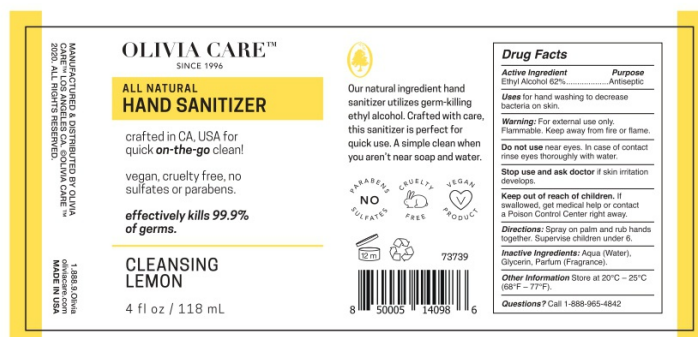 MANUFACTURED & DISTRIBUTED BY OLIVIA
CARE™ LOS ANGELES CA. ©OLIVIA CARE ™
2020. ALL RIGHTS RESERVED.
1.888.9.Olivia
oliviacare.com
MADE IN USA
OLIVIA CARE™
SINCE 1996
ALL NATURAL
HAND SANITIZER
crafted in CA, USA for
quick on-the-go clean!
vegan, cruelty free, no
sulfates or parabens.
effectively kills 99.9%
of germs.
CLEANSING
LEMON
4 fl oz / 118 mL
Our natural ingredient hand
sanitizer utilizes germ-killing
ethyl alcohol. Crafted with care,
this sanitizer is perfect for
quick use. A simple clean when
you aren't near soap and water.
PARABENS
NO
SULFATES
CRUELTY
FREE
VEGAN
V
PRODUCT
12 m
73739
8 50005 14098 6
Drug Facts
Active Ingredient Purpose
Ethyl Alcohol 62%....................Antiseptic
Uses for hand washing to decrease
bacteria on skin.
Warning: For external use only.
Flammable. Keep away from fire or flame.
Do not use near eyes. In case of contact
rinse eyes thoroughly with water.
Stop use and ask doctor if skin irritation
develops.
Keep out of reach of children. If
swallowed, get medical help or contact
a Poison Control Center right away.
Directions: Spray on palm and rub hands
together. Supervise children under 6.
Inactive Ingredients: Aqua (Water),
Glycerin, Parfum (Fragrance).
Other Information Store at 20°C – 25°C
(68°F – 77°F).
Questions? Call 1-888-965-4842